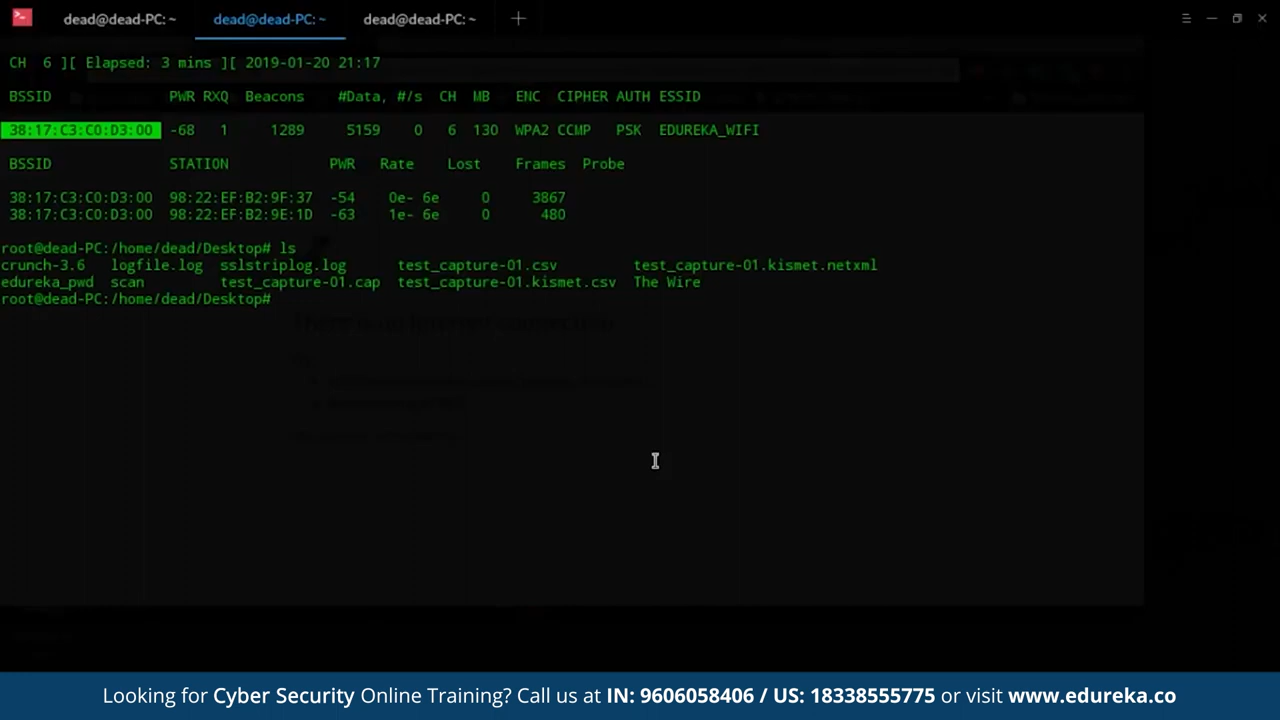 dead@dead-PC: ~ dead@dead-PC: ~ dead@dead-PC: ~
CH 6 ][ Elapsed: 3 mins ][ 2019-01-20 21:17
BSSID PWR RXQ Beacons #Data, #/s CH MB ENC CIPHER AUTH ESSID
38:17:C3:C0:D3:00 -68 1 1289 5159 0 6 130 WPA2 CCMP PSK EDUREKA_WIFI
BSSID STATION PWR Rate Lost Frames Probe
38:17:C3:C0:D3:00 98:22:EF:B2:9F:37 -54 0e- 6e 0 3867
38:17:C3:C0:D3:00 98:22:EF:B2:9E:1D -63 1e- 6e 0 480
root@dead-PC:/home/dead/Desktop# ls
crunch-3.6 logfile.log sslstriplog.log test_capture-01.csv test_capture-01.kismet.netxml
edureka_pwd scan test_capture-01.cap test_capture-01.kismet.csv The Wire
root@dead-PC:/home/dead/Desktop#
There is no Internet connection
Looking for Cyber Security Online Training? Call us at IN: 9606058406 / US: 18338555775 or visit www.edureka.co